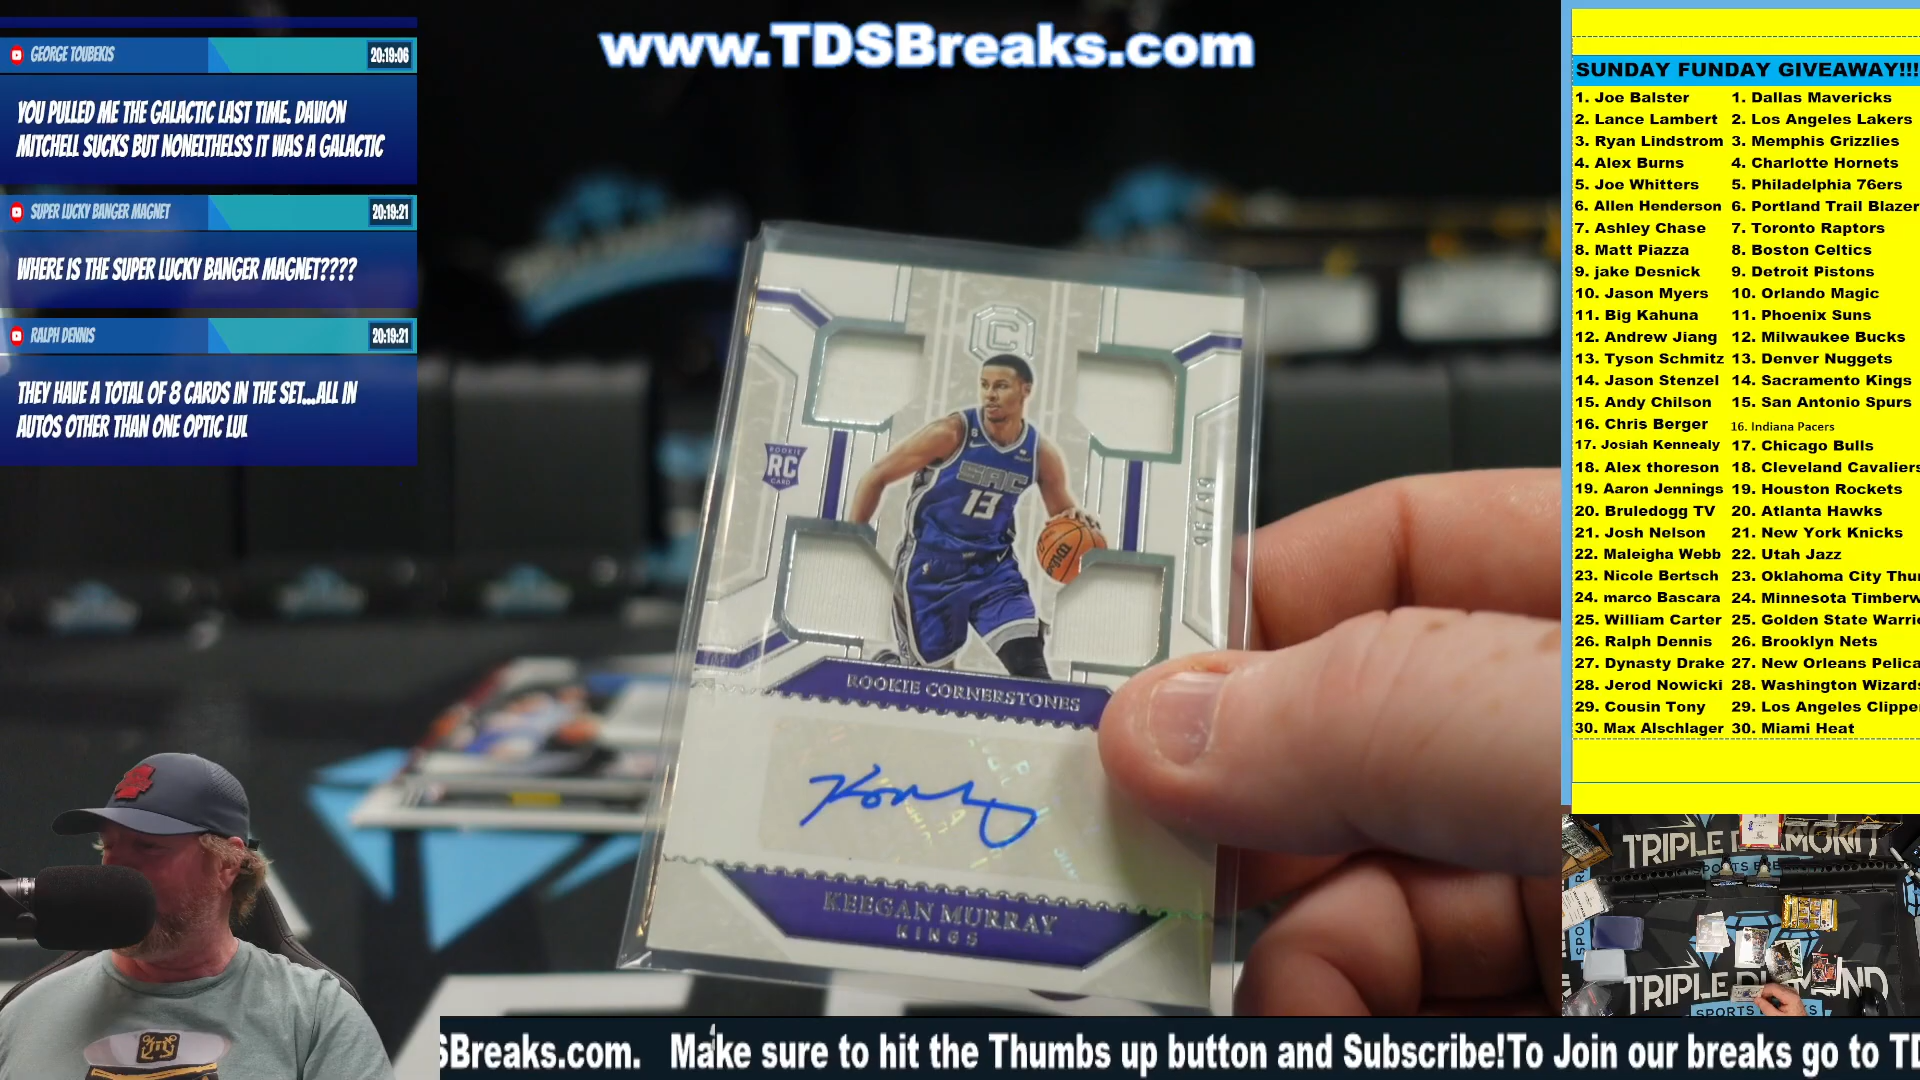 www.TDSBreaks.com
GEORGE TOUBEKIS
20:19:06
YOU PULLED ME THE GALACTIC LAST TIME. DAVION
MITCHELL SUCKS BUT NONELTHELSS IT WAS A GALACTIC
SUPER LUCKY BANGER MAGNET
20:19:21
WHERE IS THE SUPER LUCKY BANGER MAGNET????
RALPH DENNIS
20:19:21
THEY HAVE A TOTAL OF 8 CARDS IN THE SET...ALL IN
AUTOS OTHER THAN ONE OPTIC LUL
C
ROOKIE
RC
CARD
SAC
13
ROOKIE CORNERSTONES
KEEGAN MURRAY
KINGS
SUNDAY FUNDAY GIVEAWAY!!!
1. Joe Balster 1. Dallas Mavericks
2. Lance Lambert 2. Los Angeles Lakers
3. Ryan Lindstrom 3. Memphis Grizzlies
4. Alex Burns 4. Charlotte Hornets
5. Joe Whitters 5. Philadelphia 76ers
6. Allen Henderson 6. Portland Trail Blazer
7. Ashley Chase 7. Toronto Raptors
8. Matt Piazza 8. Boston Celtics
9. jake Desnick 9. Detroit Pistons
10. Jason Myers 10. Orlando Magic
11. Big Kahuna 11. Phoenix Suns
12. Andrew Jiang 12. Milwaukee Bucks
13. Tyson Schmitz 13. Denver Nuggets
14. Jason Stenzel 14. Sacramento Kings
15. Andy Chilson 15. San Antonio Spurs
16. Chris Berger 16. Indiana Pacers
17. Josiah Kennealy 17. Chicago Bulls
18. Alex thoreson 18. Cleveland Cavaliers
19. Aaron Jennings 19. Houston Rockets
20. Bruledogg TV 20. Atlanta Hawks
21. Josh Nelson 21. New York Knicks
22. Maleigha Webb 22. Utah Jazz
23. Nicole Bertsch 23. Oklahoma City Thu
24. marco Bascara 24. Minnesota Timberw
25. William Carter 25. Golden State Warri
26. Ralph Dennis 26. Brooklyn Nets
27. Dynasty Drake 27. New Orleans Pelica
28. Jerod Nowicki 28. Washington Wizards
29. Cousin Tony 29. Los Angeles Clippe
30. Max Alschlager 30. Miami Heat
TRIPLE DIAMOND
TRIPLE DIAMOND
SPORTS BREAKS
SBreaks.com. Make sure to hit the Thumbs up button and Subscribe!To Join our breaks go to TD